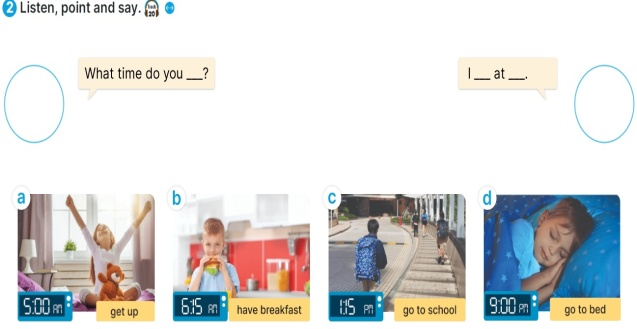 2 Listen, point and say.
What time do you ___?
I ___ at ___.
a
5:00 AM
get up
b
6:15 AM
have breakfast
c
1:15 PM
go to school
d
9:00 PM
go to bed